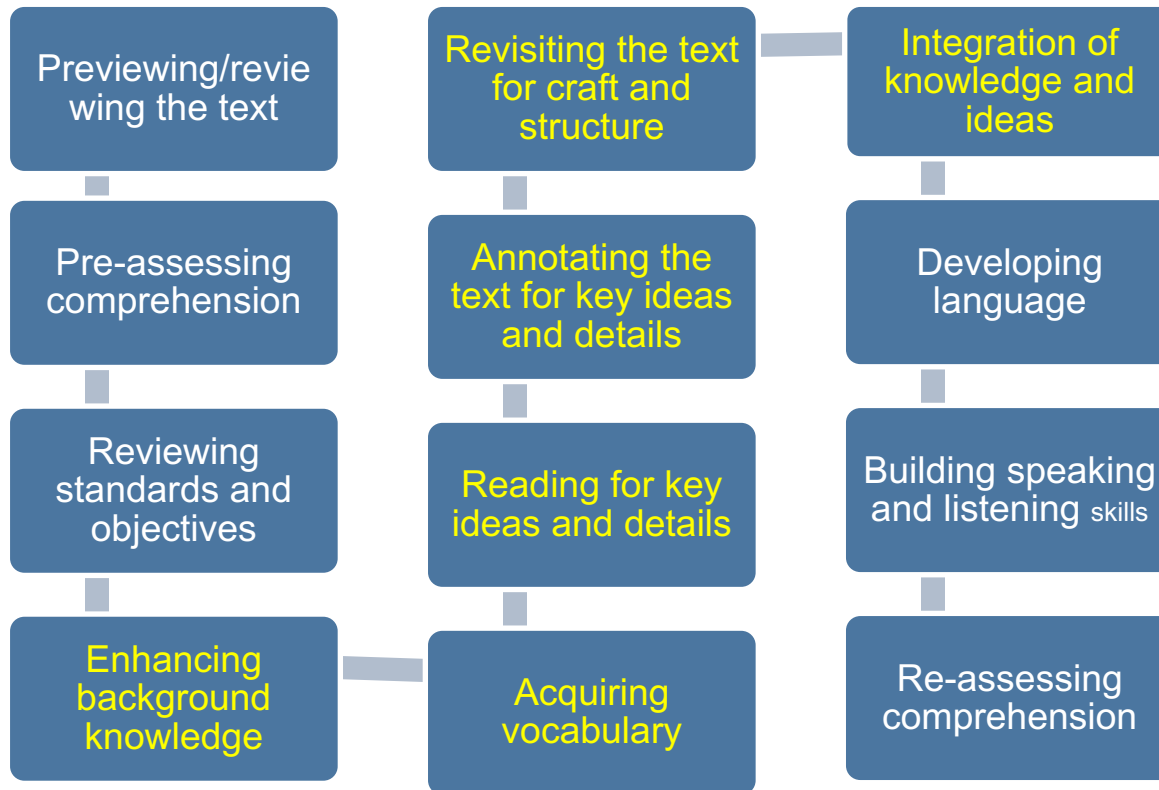 Previewing/revie
wing the text
Pre-assessing
comprehension
Reviewing
standards and
objectives
Enhancing
background
knowledge
Acquiring
vocabulary
Reading for key
ideas and details
Annotating the
text for key ideas
and details
Revisiting the text
for craft and
structure
Integration of
knowledge and
ideas
Developing
language
Building speaking
and listening skills
Re-assessing
comprehension